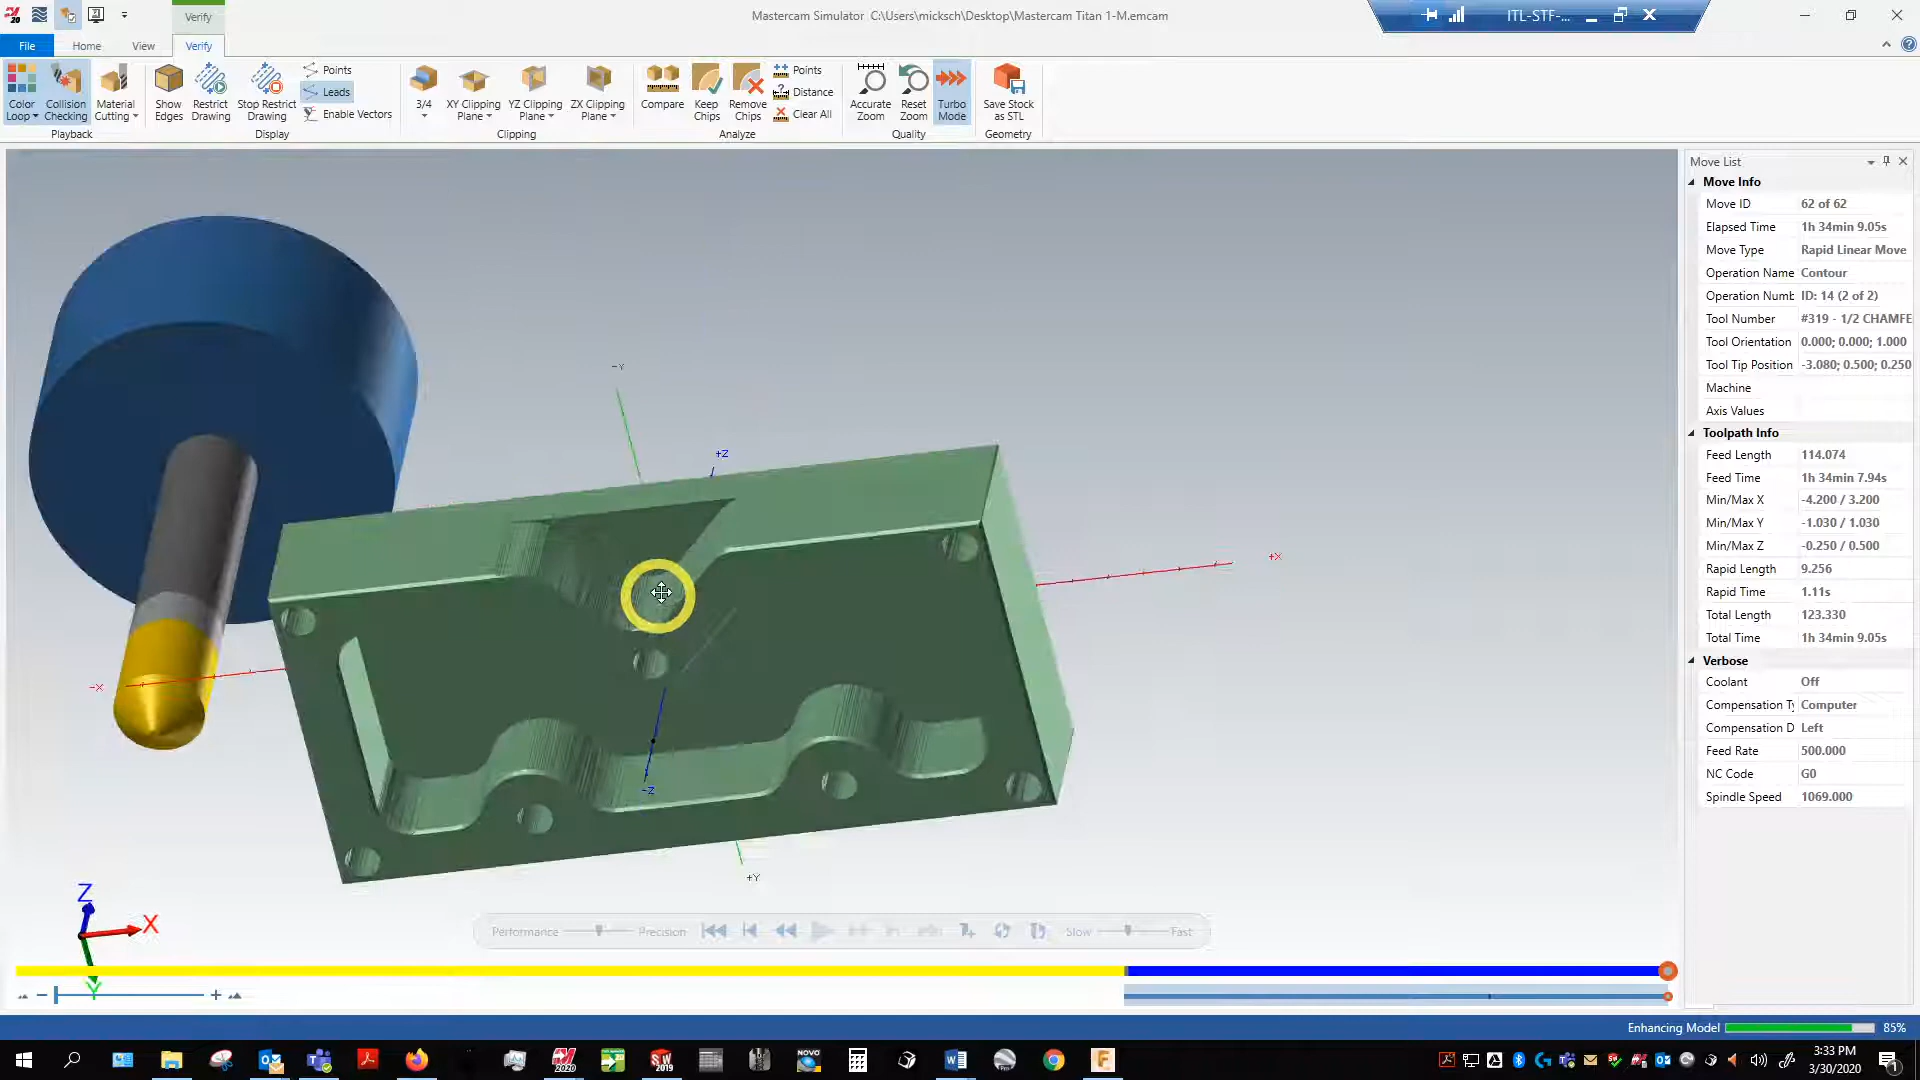 Verify
Mastercam Simulator C:\Users\micksch\Desktop\Mastercam Titan 1-M.emcam
ITL-STF-...
File
Home
View
Verify
Color Loop
Collision Checking
Material Cutting
Playback
Show Edges
Restrict Drawing
Stop Restrict Drawing
Points
Leads
Enable Vectors
Display
3/4
XY Clipping Plane
YZ Clipping Plane
ZX Clipping Plane
Clipping
Compare
Keep Chips
Remove Chips
Points
Distance
Clear All
Analyze
Accurate Zoom
Reset Zoom
Turbo Mode
Quality
Save Stock as STL
Geometry
Move List
Move Info
Move ID 62 of 62
Elapsed Time 1h 34min 9.05s
Move Type Rapid Linear Move
Operation Name Contour
Operation Numb ID: 14 (2 of 2)
Tool Number #319 - 1/2 CHAMFE
Tool Orientation 0.000; 0.000; 1.000
Tool Tip Position -3.080; 0.500; 0.250
Machine
Axis Values
Toolpath Info
Feed Length 114.074
Feed Time 1h 34min 7.94s
Min/Max X -4.200 / 3.200
Min/Max Y -1.030 / 1.030
Min/Max Z -0.250 / 0.500
Rapid Length 9.256
Rapid Time 1.11s
Total Length 123.330
Total Time 1h 34min 9.05s
Verbose
Coolant Off
Compensation Ty Computer
Compensation D Left
Feed Rate 500.000
NC Code G0
Spindle Speed 1069.000
-Y
+Z
+X
-X
-Z
+Y
Z
X
Y
Performance
Precision
Slow
Fast
Enhancing Model 85%
2020
SW 2019
NOVO
3:33 PM
3/30/2020